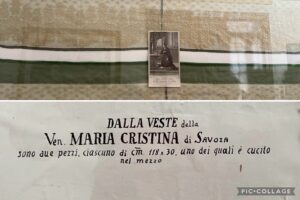 DALLA VESTE della
Ven. MARIA CRISTINA di SAVOIA
sono due pezzi, ciascuno di Cm. 118 x 30, uno dei quali è cucito
nel mezzo
PIC•COLLAGE